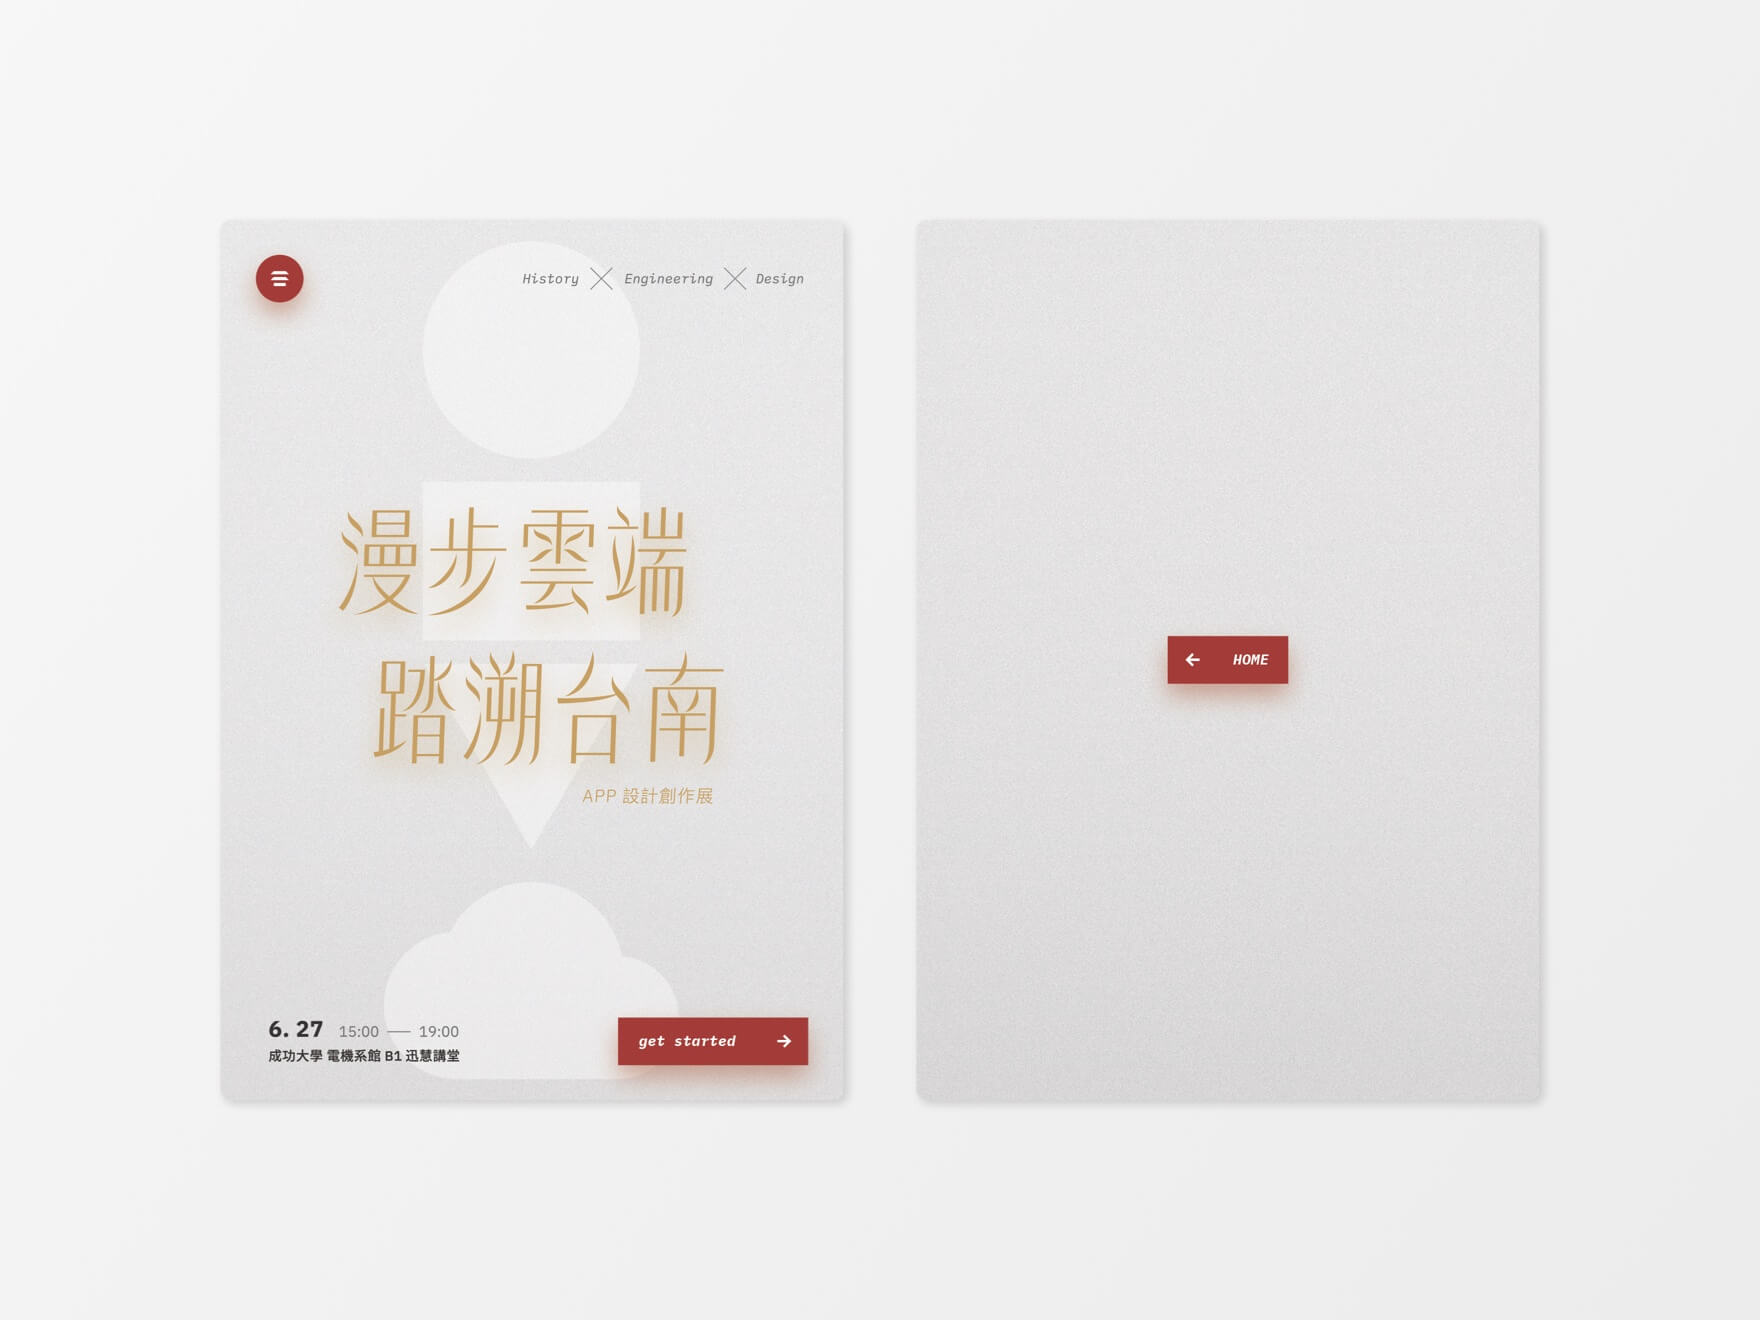 History × Engineering × Design
漫步雲端
踏溯台南
APP 設計創作展
6. 27 15:00 — 19:00
成功大學 電機系館 B1 迅慧講堂
get started →
← HOME